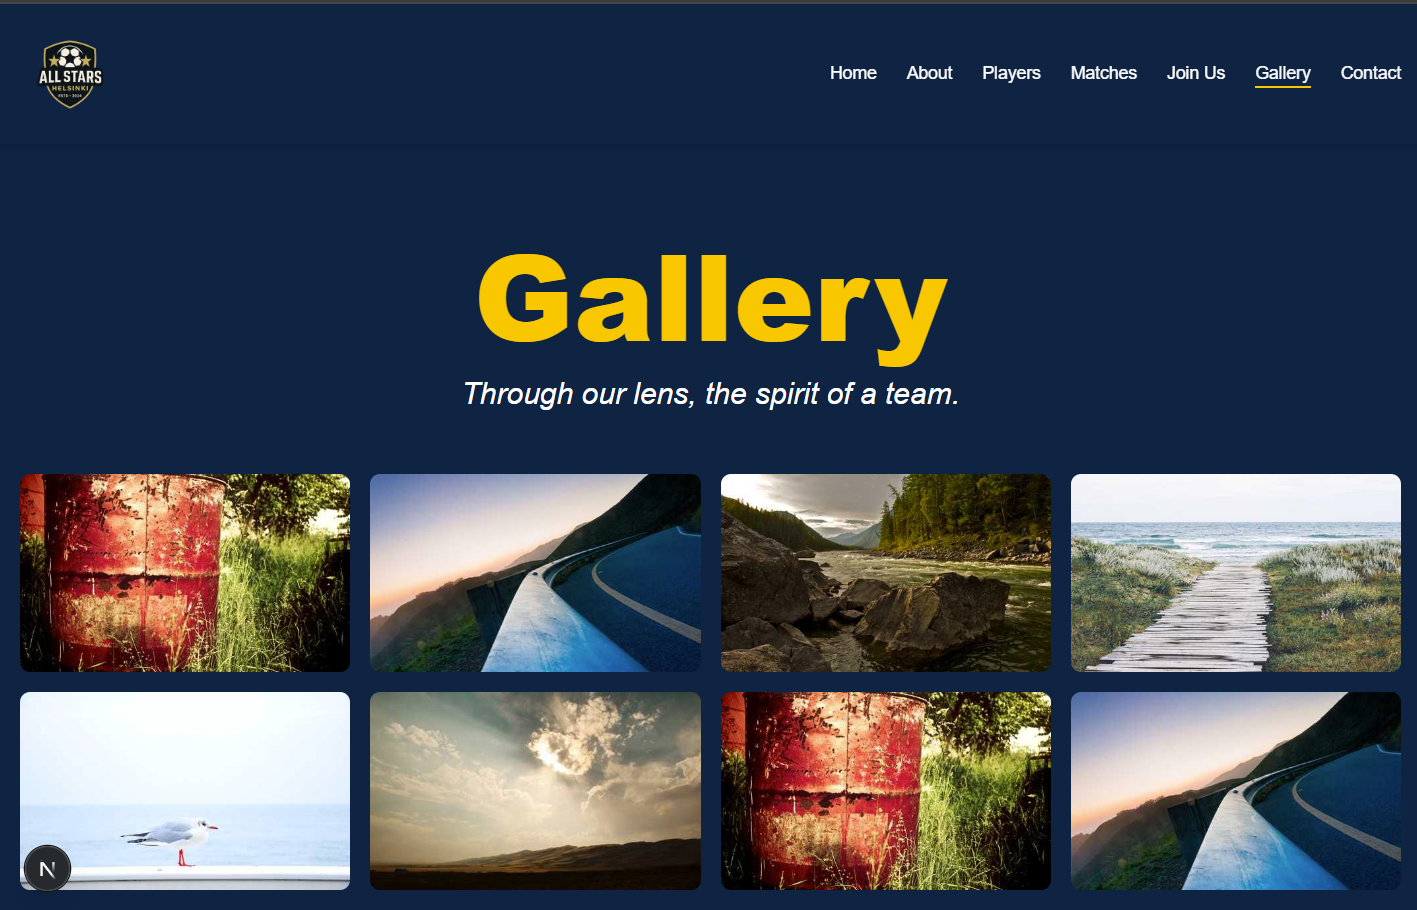 ALL STARS
HELSINKI
Home About Players Matches Join Us Gallery Contact
Gallery
Through our lens, the spirit of a team.
N